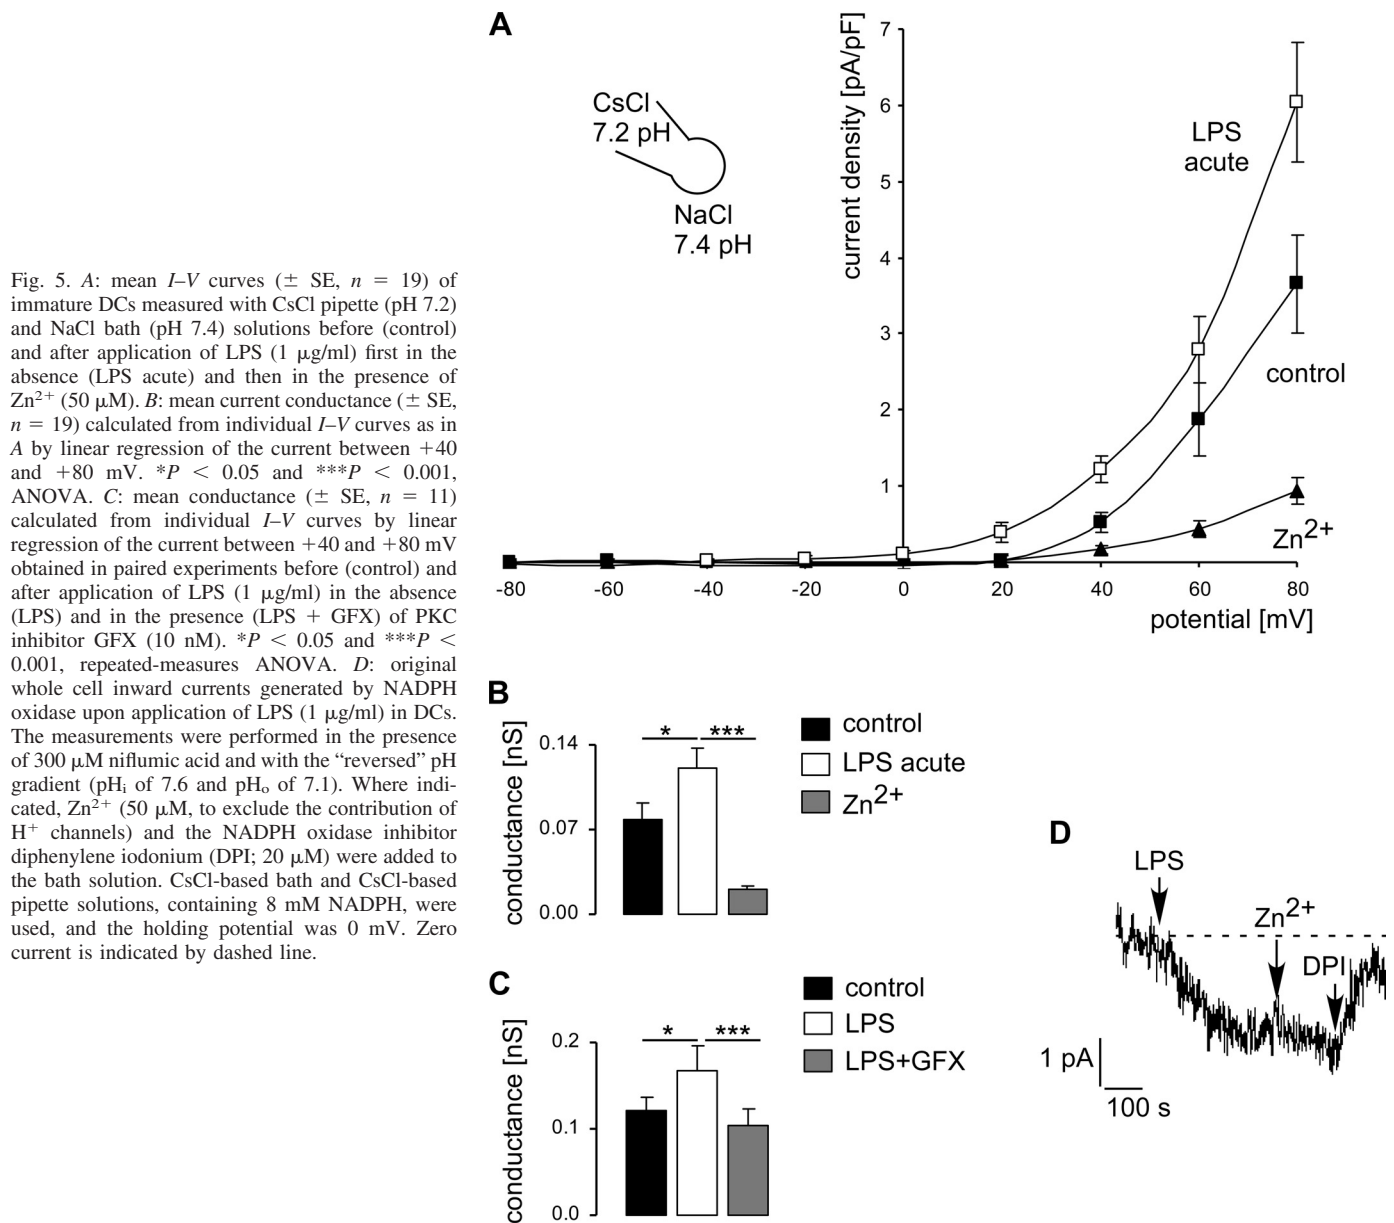 Fig. 5. A: mean I–V curves (± SE, n = 19) of
immature DCs measured with CsCl pipette (pH 7.2)
and NaCl bath (pH 7.4) solutions before (control)
and after application of LPS (1 μg/ml) first in the
absence (LPS acute) and then in the presence of
Zn2+ (50 μM). B: mean current conductance (± SE,
n = 19) calculated from individual I–V curves as in
A by linear regression of the current between +40
and +80 mV. *P < 0.05 and ***P < 0.001,
ANOVA. C: mean conductance (± SE, n = 11)
calculated from individual I–V curves by linear
regression of the current between +40 and +80 mV
obtained in paired experiments before (control) and
after application of LPS (1 μg/ml) in the absence
(LPS) and in the presence (LPS + GFX) of PKC
inhibitor GFX (10 nM). *P < 0.05 and ***P <
0.001, repeated-measures ANOVA. D: original
whole cell inward currents generated by NADPH
oxidase upon application of LPS (1 μg/ml) in DCs.
The measurements were performed in the presence
of 300 μM niflumic acid and with the “reversed” pH
gradient (pHi of 7.6 and pHo of 7.1). Where indi-
cated, Zn2+ (50 μM, to exclude the contribution of
H+ channels) and the NADPH oxidase inhibitor
diphenylene iodonium (DPI; 20 μM) were added to
the bath solution. CsCl-based bath and CsCl-based
pipette solutions, containing 8 mM NADPH, were
used, and the holding potential was 0 mV. Zero
current is indicated by dashed line.
A
CsCl
7.2 pH
NaCl
7.4 pH
current density [pA/pF]
7
6
5
4
3
2
1
LPS
acute
control
Zn2+
-80 -60 -40 -20 0 20 40 60 80
potential [mV]
B
conductance [nS]
0.14
0.07
0.00
* ***
control
LPS acute
Zn2+
C
conductance [nS]
0.2
0.1
0.0
* ***
control
LPS
LPS+GFX
D
LPS
Zn2+
DPI
1 pA
100 s